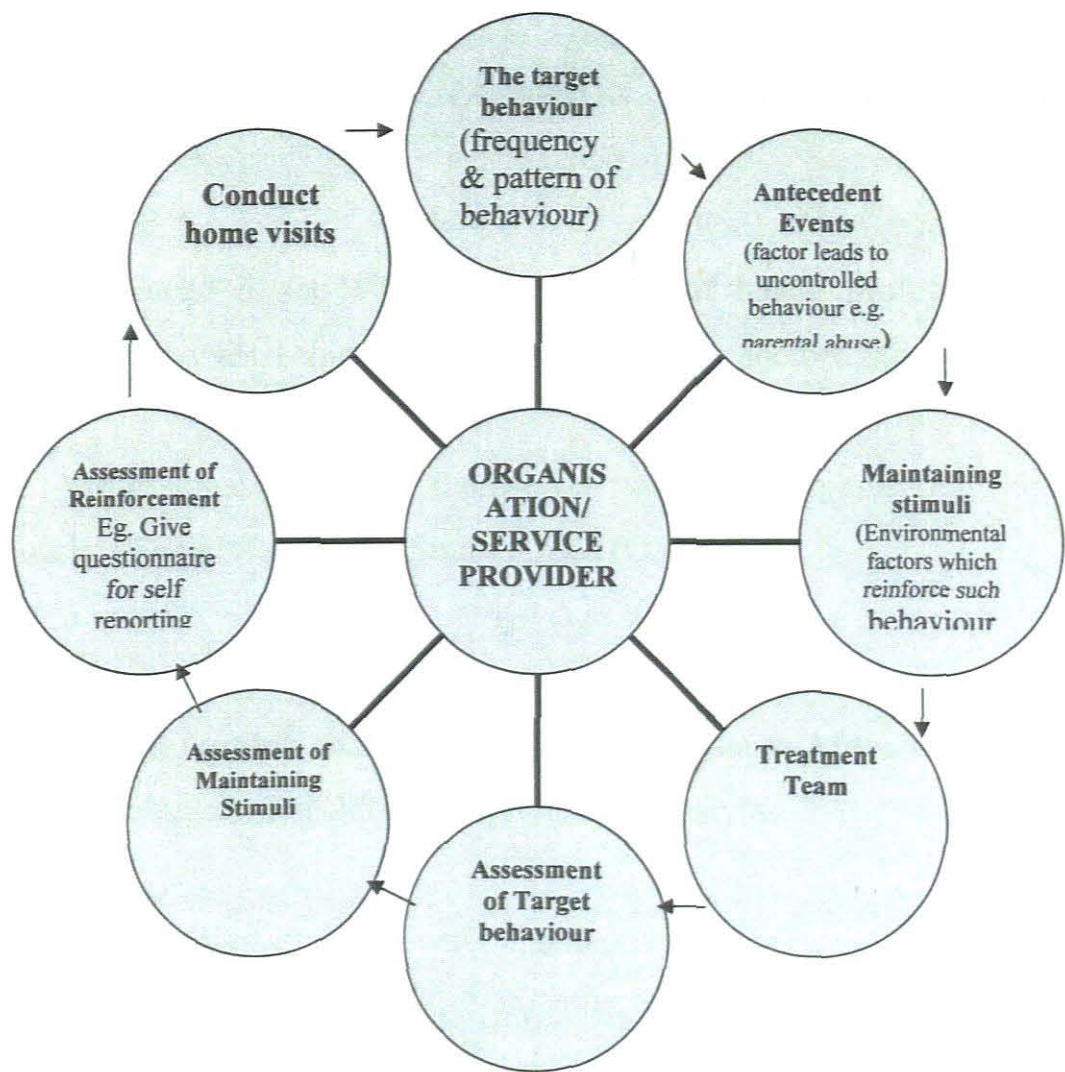 The target
behaviour
(frequency
& pattern of
behaviour)
Antecedent
Events
(factor leads to
uncontrolled
behaviour e.g.
parental abuse)
Maintaining
stimuli
(Environmental
factors which
reinforce such
behaviour
Treatment
Team
Assessment
of Target
behaviour
Assessment of
Maintaining
Stimuli
Assessment of
Reinforcement
Eg. Give
questionnaire
for self
reporting
Conduct
home visits
ORGANIS
ATION/
SERVICE
PROVIDER